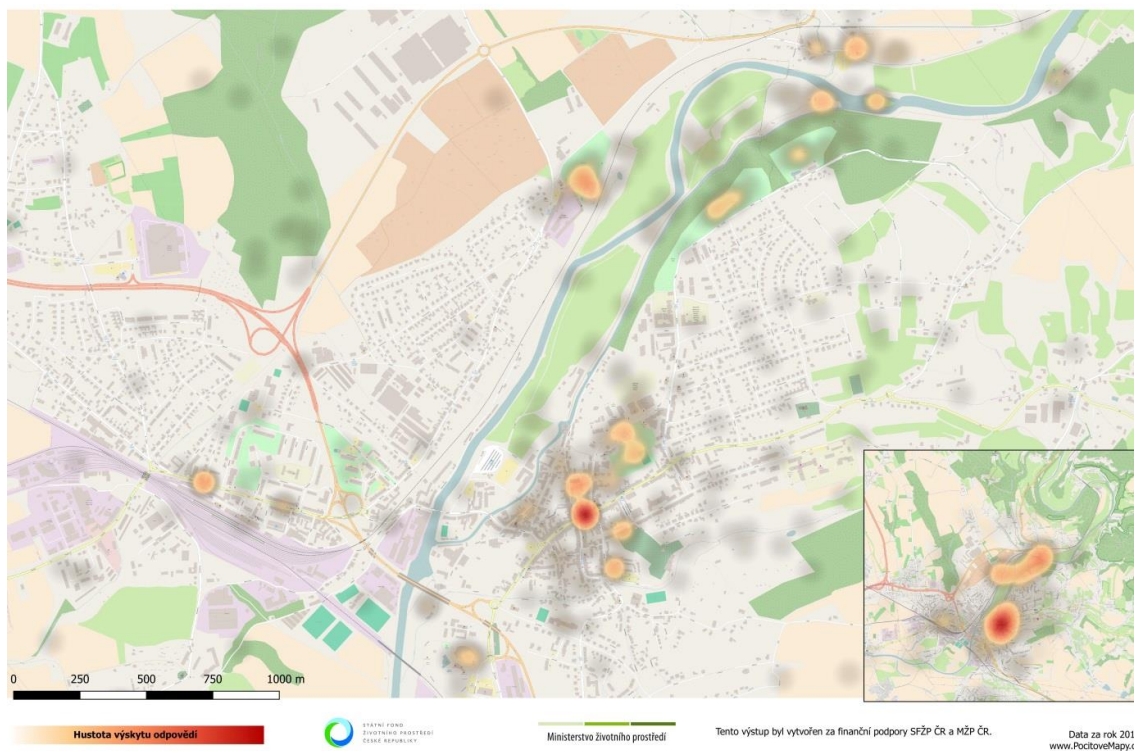 0 250 500 750 1000 m
Hustota výskytu odpovědí
STÁTNÍ FOND
ŽIVOTNÍHO PROSTŘEDÍ
ČESKÉ REPUBLIKY
Ministerstvo životního prostředí
Tento výstup byl vytvořen za finanční podpory SFŽP ČR a MŽP ČR.
Data za rok 201
www.PocitoveMapy.